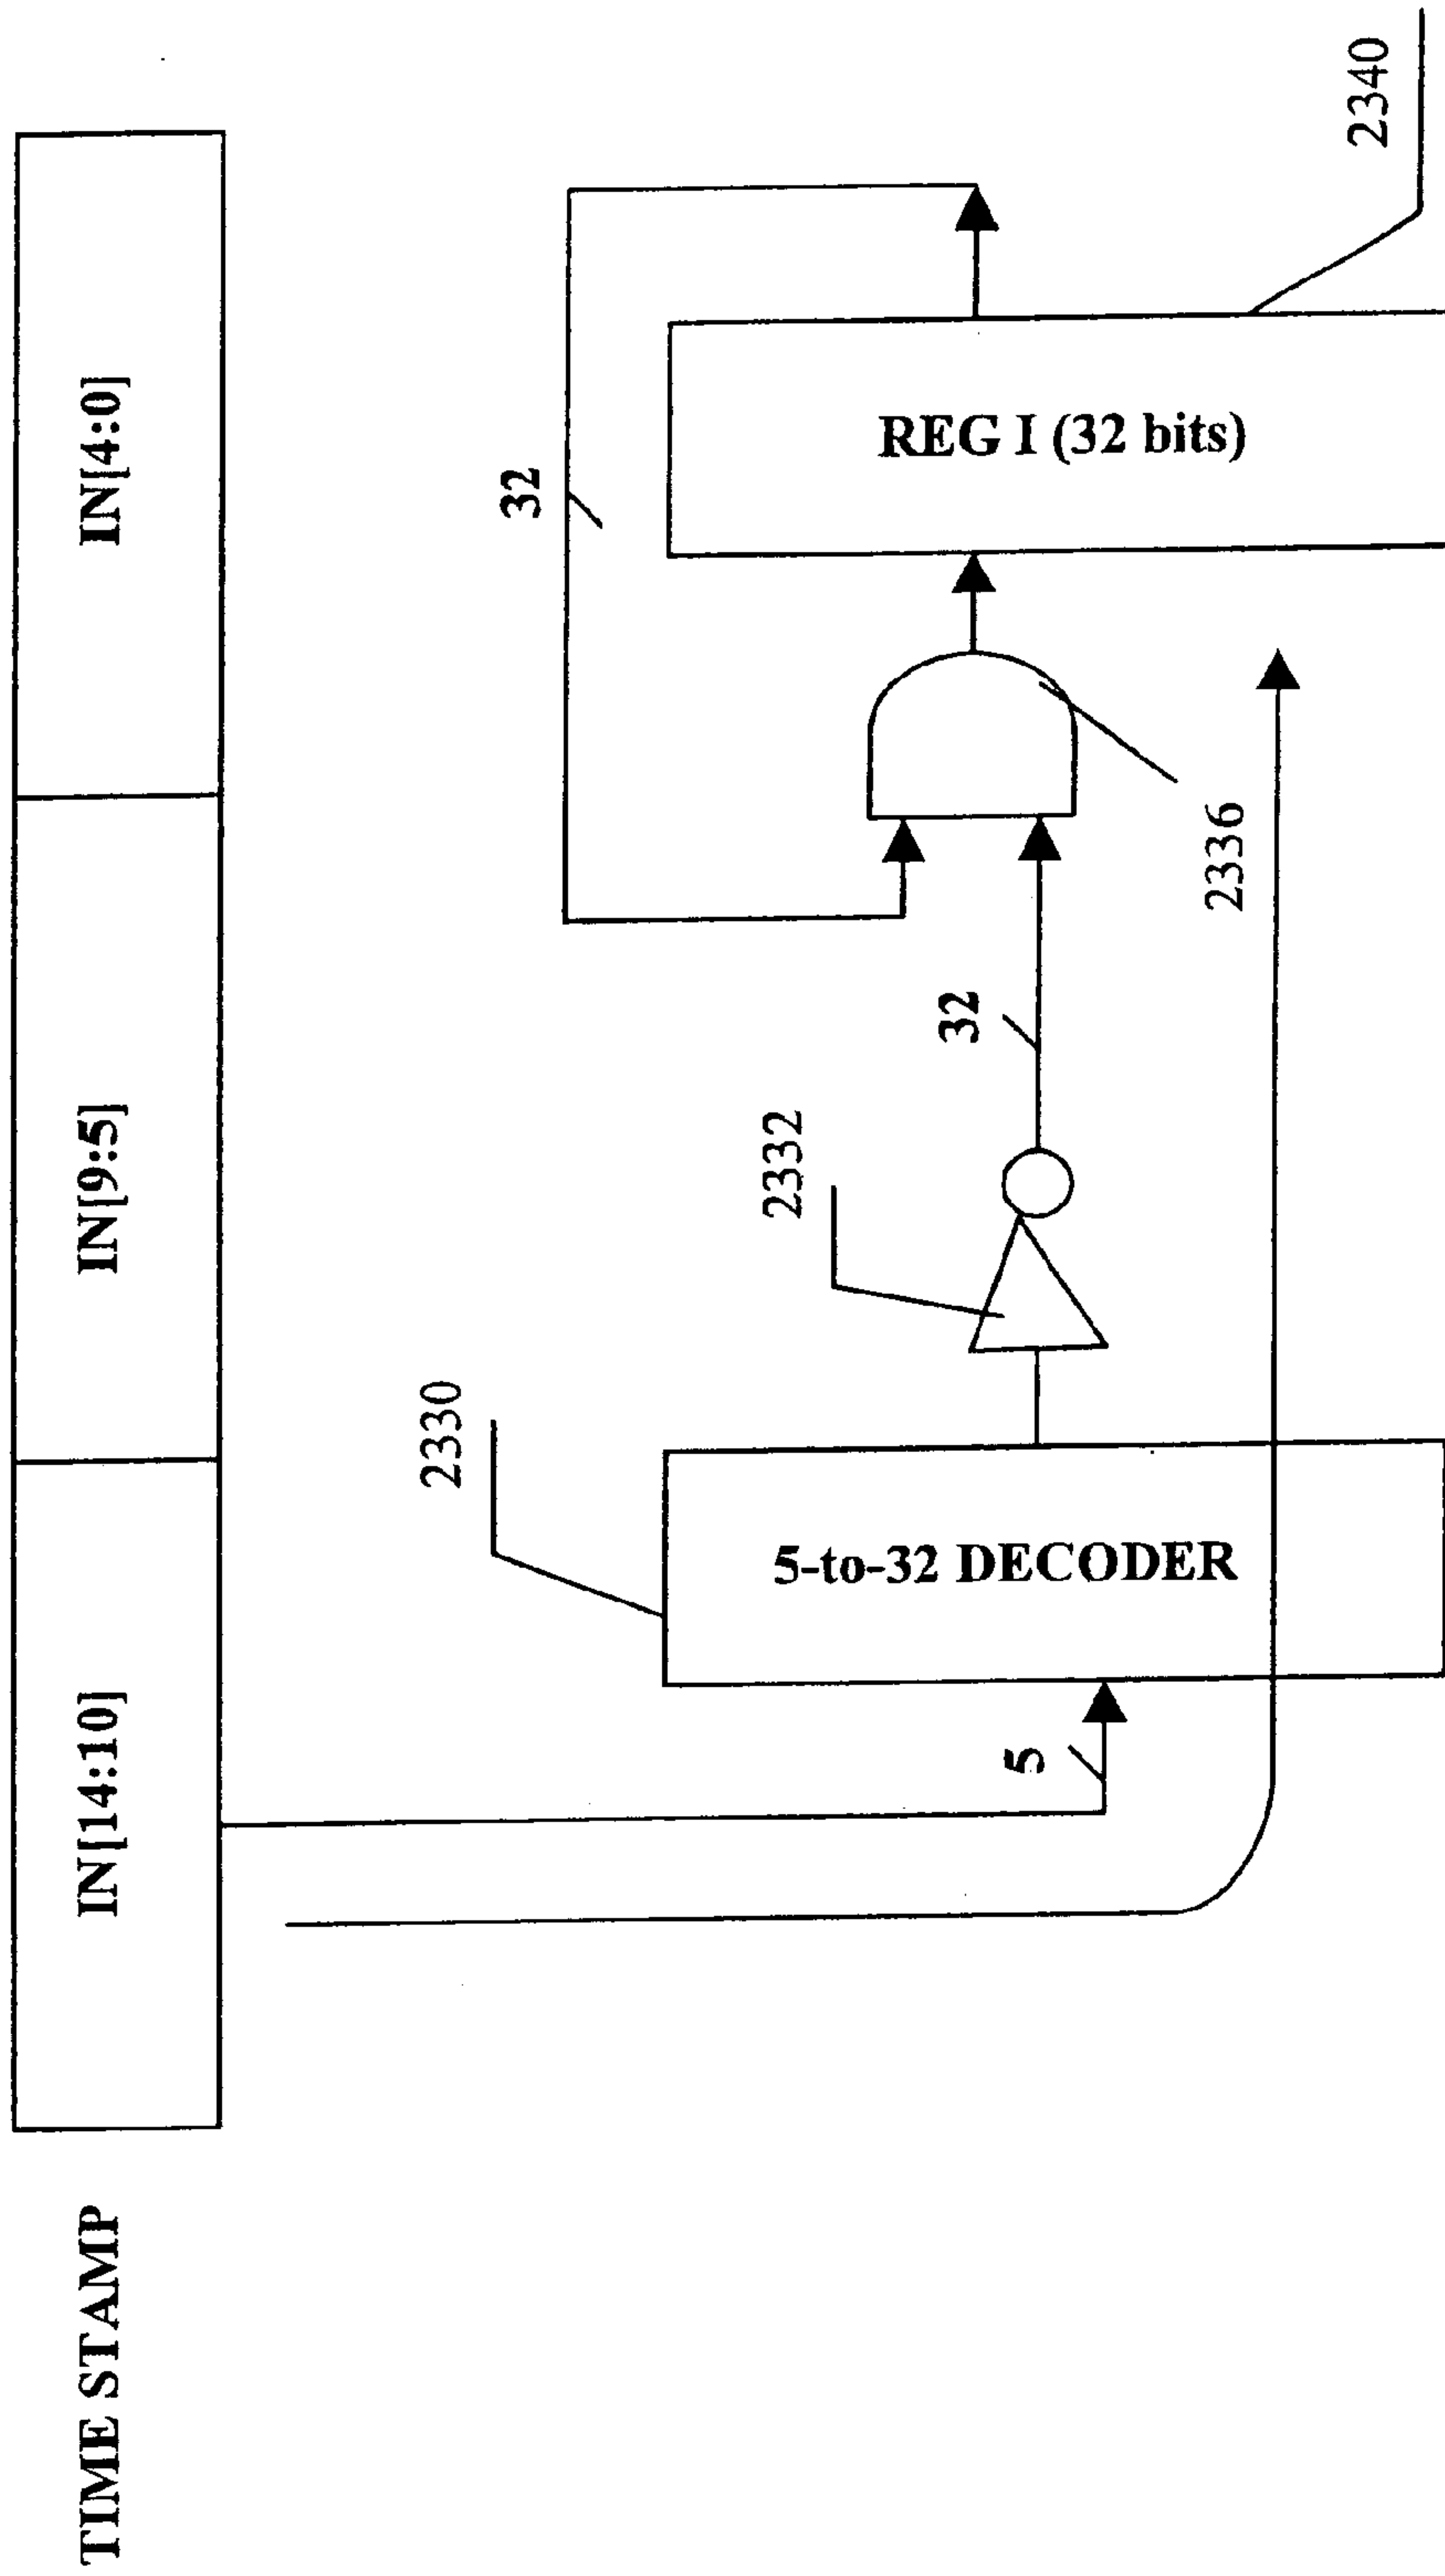 TIME STAMP
IN[14:10]
IN[9:5]
IN[4:0]
2330
32
2332
5
5-to-32 DECODER
32
2336
REG I (32 bits)
2340